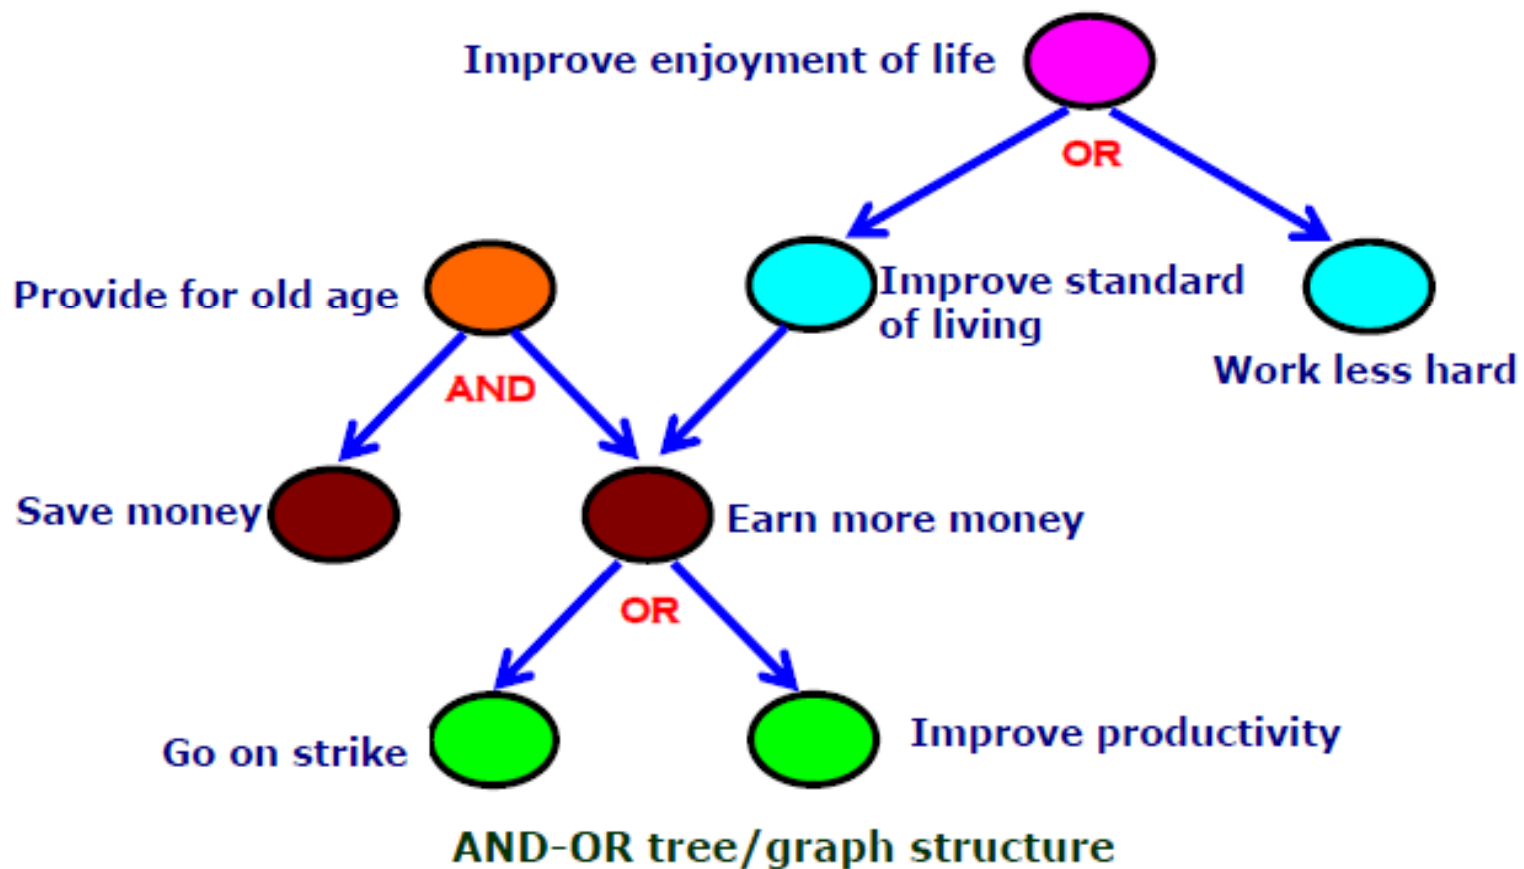 Improve enjoyment of life
OR
Provide for old age
Improve standard
of living
Work less hard
AND
Save money
Earn more money
OR
Go on strike
Improve productivity
AND-OR tree/graph structure